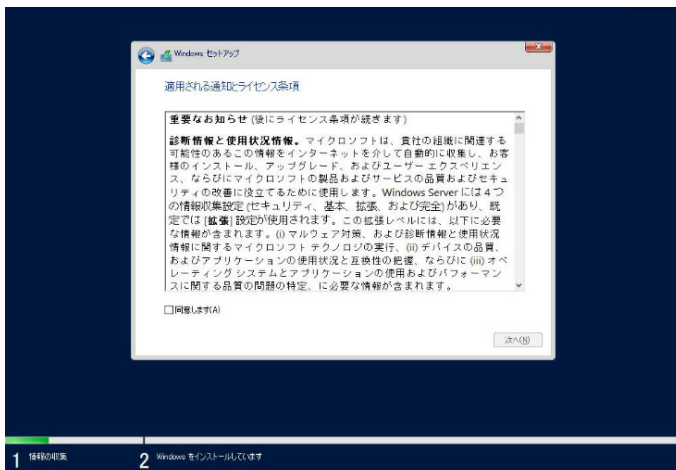 Windows セットアップ
適用される通知とライセンス条項
重要なお知らせ (後にライセンス条項が続きます)
診断情報と使用状況情報。マイクロソフトは、貴社の組織に関連する
可能性のあるこの情報をインターネットを介して自動的に収集し、お客
様のインストール、アップグレード、およびユーザー エクスペリエン
ス、ならびにマイクロソフトの製品およびサービスの品質およびセキュ
リティの改善に役立てるために使用します。Windows Server には 4 つ
の情報収集設定 (セキュリティ、基本、拡張、および完全) があり、既
定では [拡張] 設定が使用されます。この拡張レベルには、以下に必要
な情報が含まれます。(i) マルウェア対策、および診断情報と使用状況
情報に関するマイクロソフト テクノロジの実行、(ii) デバイスの品質、
およびアプリケーションの使用状況と互換性の把握、ならびに (iii) オペ
レーティング システムとアプリケーションの使用およびパフォーマン
スに関する品質の問題の特定、に必要な情報が含まれます。
同意します(A)
次へ(N)
1 情報の収集
2 Windows をインストールしています